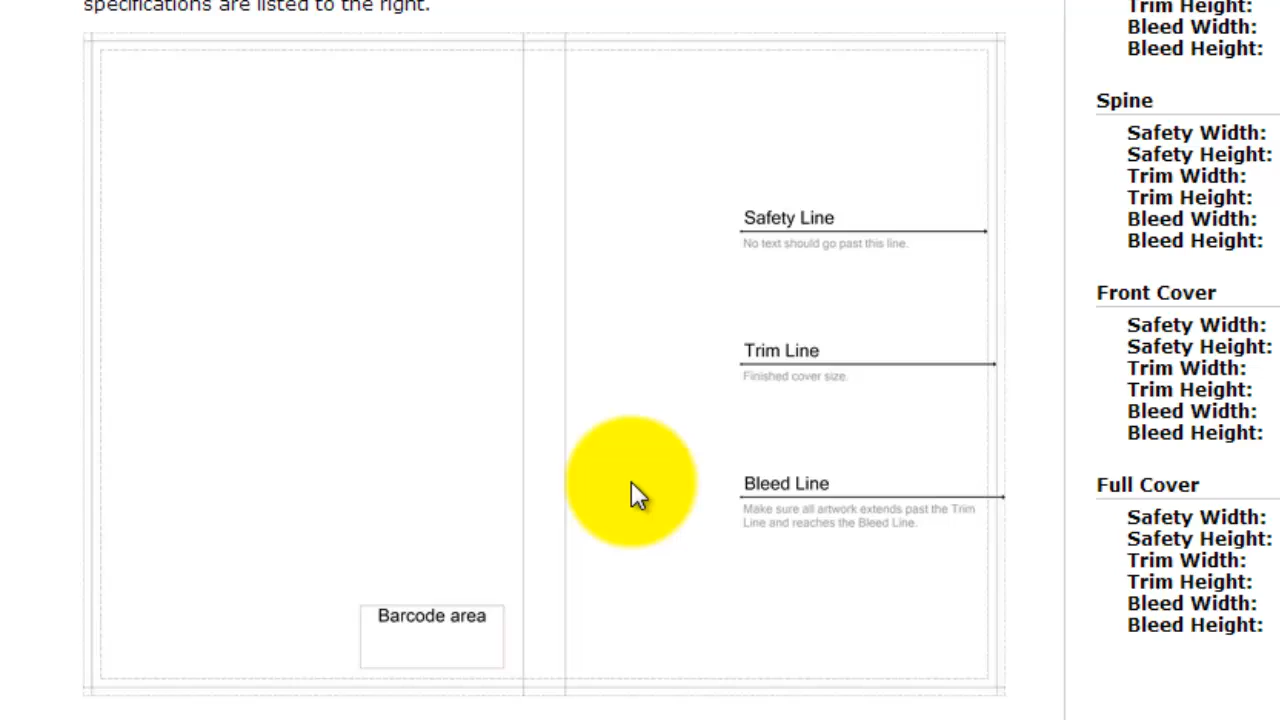 specifications are listed to the right.
Safety Line
No text should go past this line.
Trim Line
Finished cover size.
Bleed Line
Make sure all artwork extends past the Trim
Line and reaches the Bleed Line.
Barcode area
Trim Height:
Bleed Width:
Bleed Height:
Spine
Safety Width:
Safety Height:
Trim Width:
Trim Height:
Bleed Width:
Bleed Height:
Front Cover
Safety Width:
Safety Height:
Trim Width:
Trim Height:
Bleed Width:
Bleed Height:
Full Cover
Safety Width:
Safety Height:
Trim Width:
Trim Height:
Bleed Width:
Bleed Height: